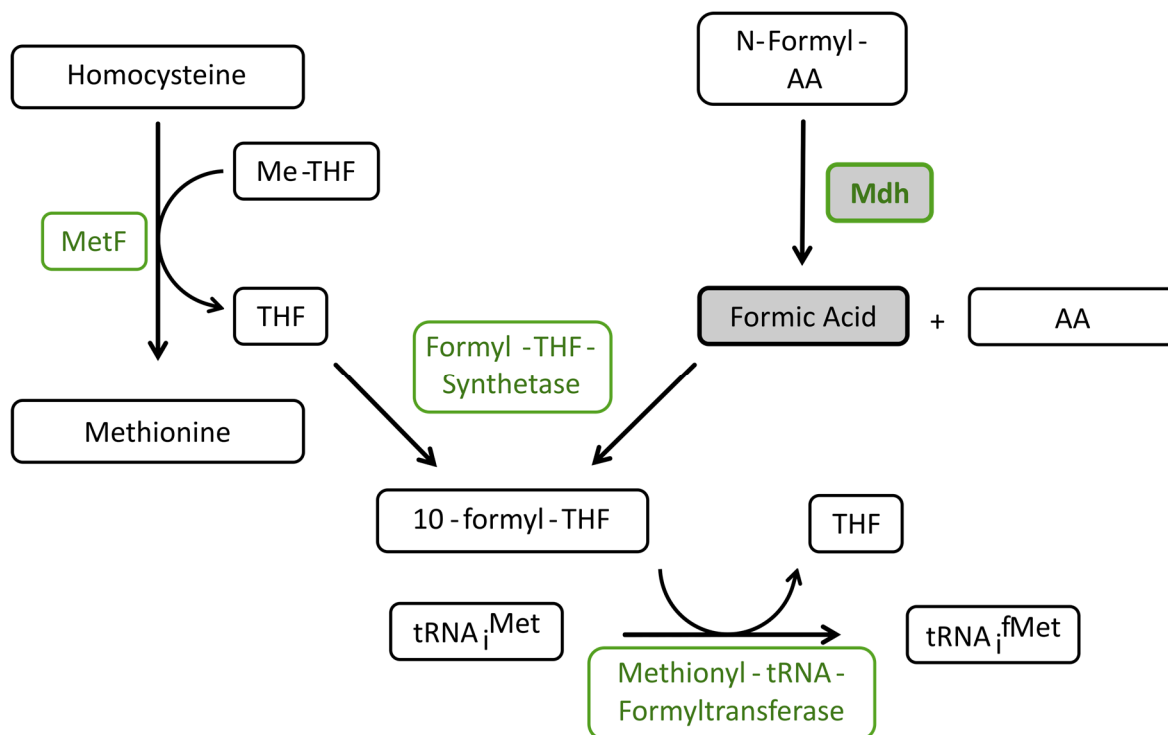 Homocysteine
N-Formyl-
AA
Me-THF
Mdh
MetF
THF
Formic Acid
+
AA
Formyl-THF-
Synthetase
Methionine
10-formyl-THF
THF
tRNAiMet
tRNAifMet
Methionyl-tRNA-
Formyltransferase